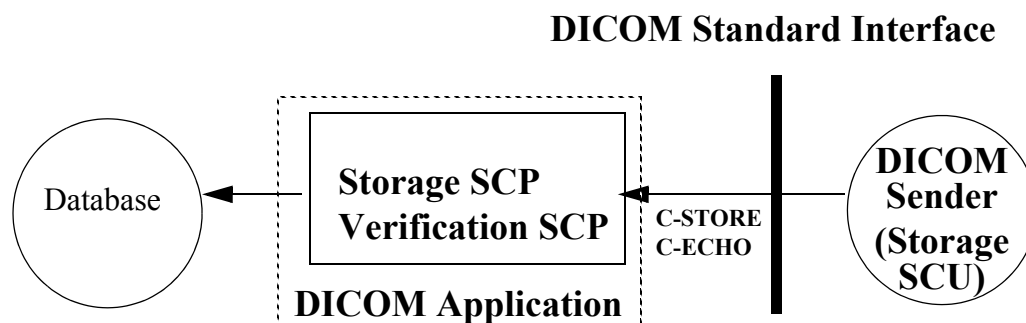 DICOM Standard Interface
Database
Storage SCP
Verification SCP
C-STORE
C-ECHO
DICOM
Sender
(Storage
SCU)
DICOM Application